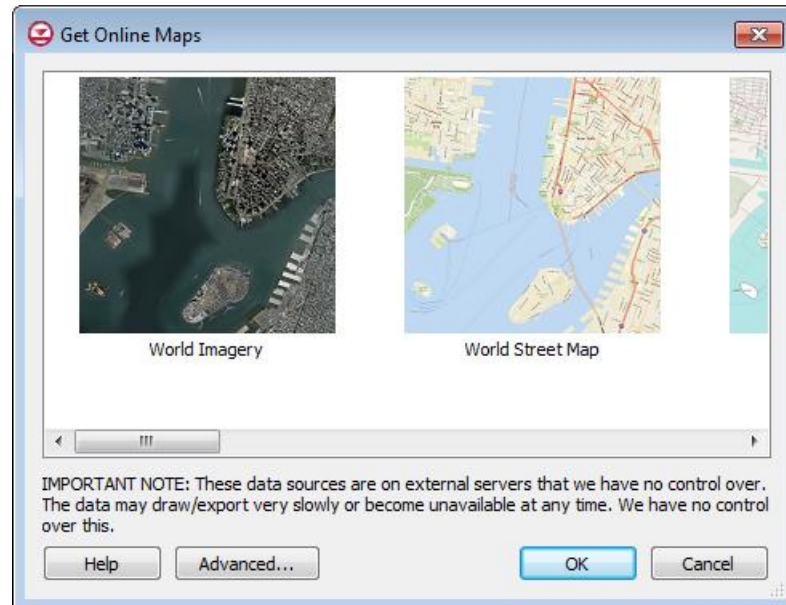 Get Online Maps
World Imagery
World Street Map
IMPORTANT NOTE: These data sources are on external servers that we have no control over.
The data may draw/export very slowly or become unavailable at any time. We have no control
over this.
Help
Advanced...
OK
Cancel